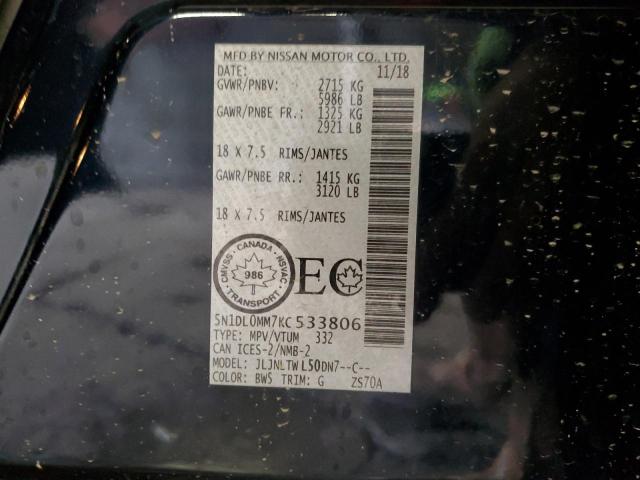 MFD BY NISSAN MOTOR CO., LTD.
DATE: 11/18
GVWR/PNBV: 2715 KG
5986 LB
GAWR/PNBE FR.: 1325 KG
2921 LB
18 X 7.5 RIMS/JANTES
GAWR/PNBE RR.: 1415 KG
3120 LB
18 X 7.5 RIMS/JANTES
CMVSS · CANADA · NSVAC
986
TRANSPORT
EC
5N1DL0MM7KC533806
TYPE: MPV/VTUM 332
CAN ICES-2/NMB-2
MODEL: JLJNLTWL50DN7--C--
COLOR: BW5 TRIM: G ZS70A